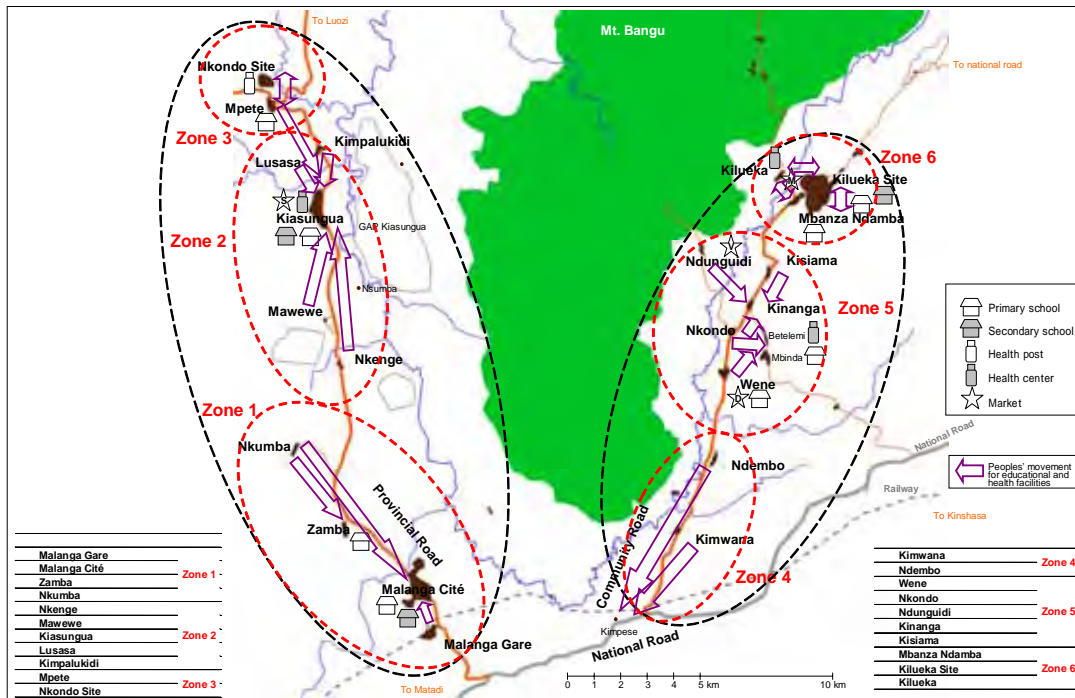 To Luozi
Mt. Bangu
Nkondo Site
To national road
Mpete
Zone 3
Kimpalukidi
Zone 6
Lusasa
Kilueka
M
Kilueka Site
S
Kiasungua
Mbanza Ndamba
GAP Kiasungua
Zone 2
V
Ndunguidi
Kisiama
Nsumba
Kinanga
Zone 5
Mawewe
Nkondo
Betelemi
Mbinda
Nkenge
Wene
D
Primary school
Secondary school
Health post
Health center
Market
Zone 1
Nkumba
National Road
Ndembo
Peoples' movement
for educational and
health facilities
Provincial Road
Railway
Zamba
To Kinshasa
Community Road
Kimwana
Zone 4
Malanga Cité
Kimpese
National Road
Malanga Gare
To Matadi
0 1 2 3 4 5 km 10 km
Malanga Gare
Malanga Cité
Zone 1
Zamba
Nkumba
Nkenge
Mawewe
Zone 2
Kiasungua
Lusasa
Kimpalukidi
Mpete
Zone 3
Nkondo Site
Kimwana
Zone 4
Ndembo
Wene
Nkondo
Zone 5
Ndunguidi
Kinanga
Kisiama
Mbanza Ndamba
Kilueka Site
Zone 6
Kilueka